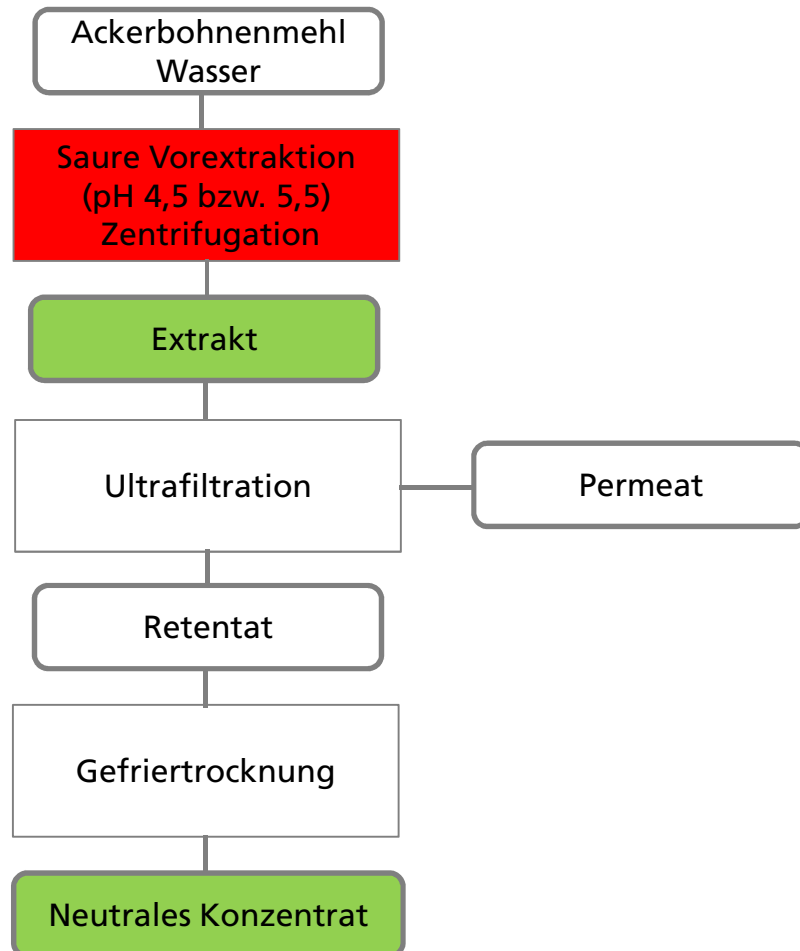 Ackerbohnenmehl
Wasser
Saure Vorextraktion
(pH 4,5 bzw. 5,5)
Zentrifugation
Extrakt
Ultrafiltration
Permeat
Retentat
Gefriertrocknung
Neutrales Konzentrat